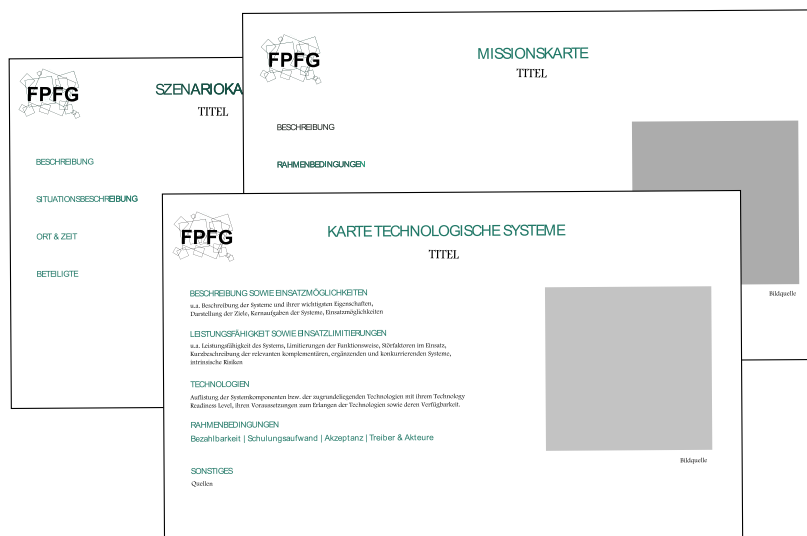 FPFG
MISSIONSKARTE
TITEL
BESCHREIBUNG
RAHMENBEDINGUNGEN
Bildquelle
FPFG
SZENARIOKA
TITEL
BESCHREIBUNG
SITUATIONSBESCHREIBUNG
ORT & ZEIT
BETEILIGTE
FPFG
KARTE TECHNOLOGISCHE SYSTEME
TITEL
BESCHREIBUNG SOWIE EINSATZMÖGLICHKEITEN
u.a. Beschreibung der Systeme und ihrer wichtigsten Eigenschaften,
Darstellung der Ziele, Kernaufgaben der Systeme, Einsatzmöglichkeiten
LEISTUNGSFÄHIGKEIT SOWIE EINSATZLIMITIERUNGEN
u.a. Leistungsfähigkeit des Systems, Limitierungen der Funktionsweise, Störfaktoren im Einsatz,
Kurzbeschreibung der relevanten komplementären, ergänzenden und konkurrierenden Systeme,
intrinsische Risiken
TECHNOLOGIEN
Auflistung der Systemkomponenten bzw. der zugrundeliegenden Technologien mit ihrem Technology
Readiness Level, ihren Voraussetzungen zum Erlangen der Technologien sowie deren Verfügbarkeit.
RAHMENBEDINGUNGEN
Bezahlbarkeit | Schulungsaufwand | Akzeptanz | Treiber & Akteure
SONSTIGES
Quellen
Bildquelle